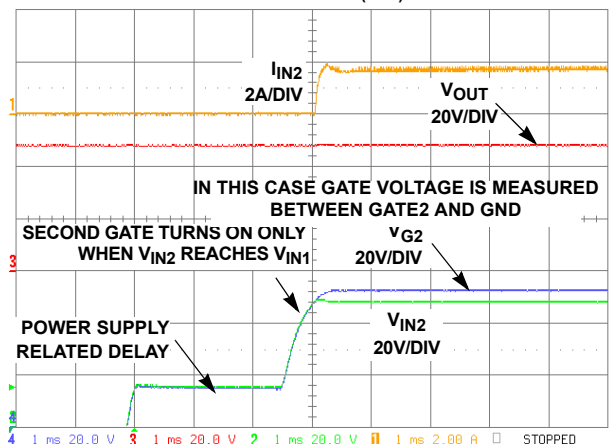 I_IN2
2A/DIV
V_OUT
20V/DIV
1
IN THIS CASE GATE VOLTAGE IS MEASURED
BETWEEN GATE2 AND GND
SECOND GATE TURNS ON ONLY
WHEN V_IN2 REACHES V_IN1
V_G2
20V/DIV
3
POWER SUPPLY
RELATED DELAY
V_IN2
20V/DIV
4 1 ms 20.0 V 3 1 ms 20.0 V 2 1 ms 20.0 V 1 1 ms 2.00 A STOPPED